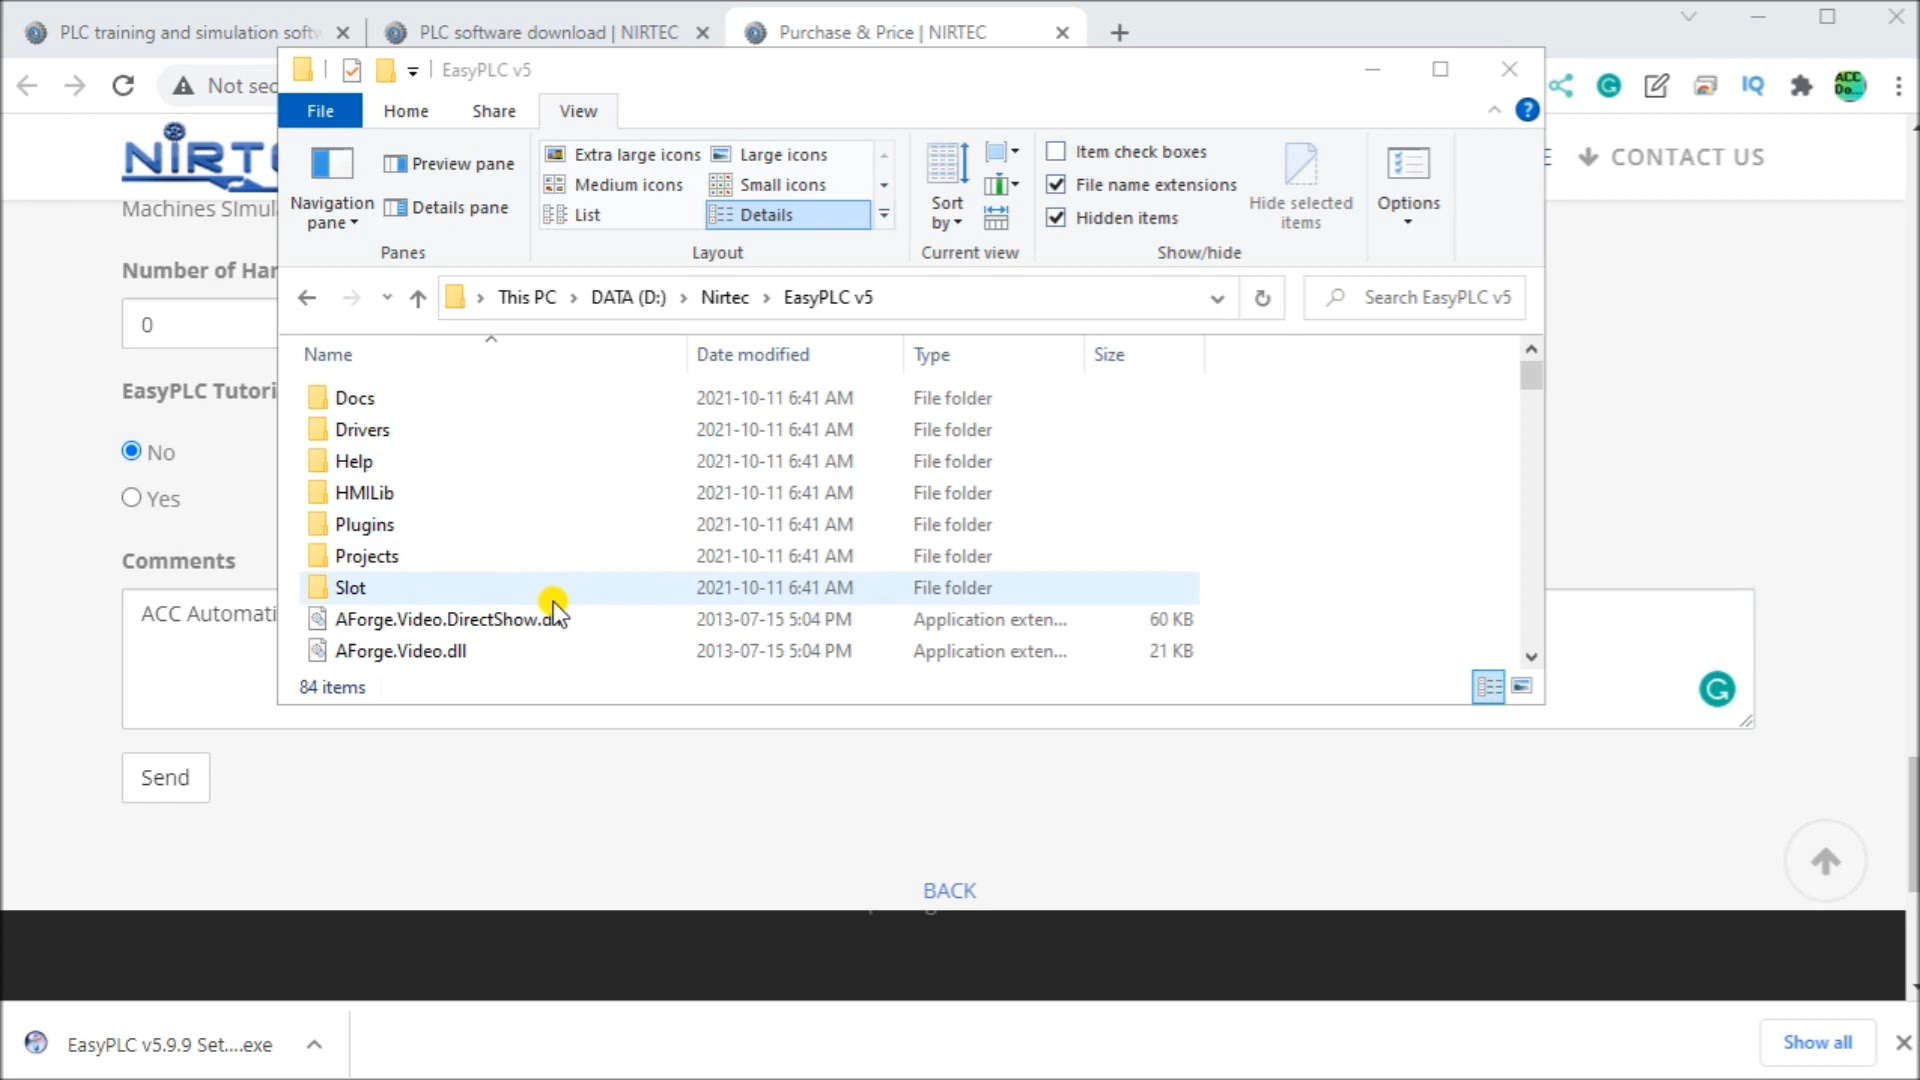 PLC training and simulation softw
PLC software download | NIRTEC
Purchase & Price | NIRTEC
Not sec
IQ
ACC
Do...
EasyPLC v5
File
Home
Share
View
Preview pane
Details pane
Navigation
pane
Panes
Extra large icons
Large icons
Medium icons
Small icons
List
Details
Layout
Sort
by
Current view
Item check boxes
File name extensions
Hidden items
Hide selected
items
Show/hide
Options
NIRTEC
Machines SImula
E
CONTACT US
This PC > DATA (D:) > Nirtec > EasyPLC v5
Search EasyPLC v5
Number of Har
0
EasyPLC Tutori
No
Yes
Comments
ACC Automati
Name Date modified Type Size
Docs 2021-10-11 6:41 AM File folder
Drivers 2021-10-11 6:41 AM File folder
Help 2021-10-11 6:41 AM File folder
HMILib 2021-10-11 6:41 AM File folder
Plugins 2021-10-11 6:41 AM File folder
Projects 2021-10-11 6:41 AM File folder
Slot 2021-10-11 6:41 AM File folder
AForge.Video.DirectShow.d 2013-07-15 5:04 PM Application exten... 60 KB
AForge.Video.dll 2013-07-15 5:04 PM Application exten... 21 KB
84 items
Send
BACK
EasyPLC v5.9.9 Set....exe
Show all